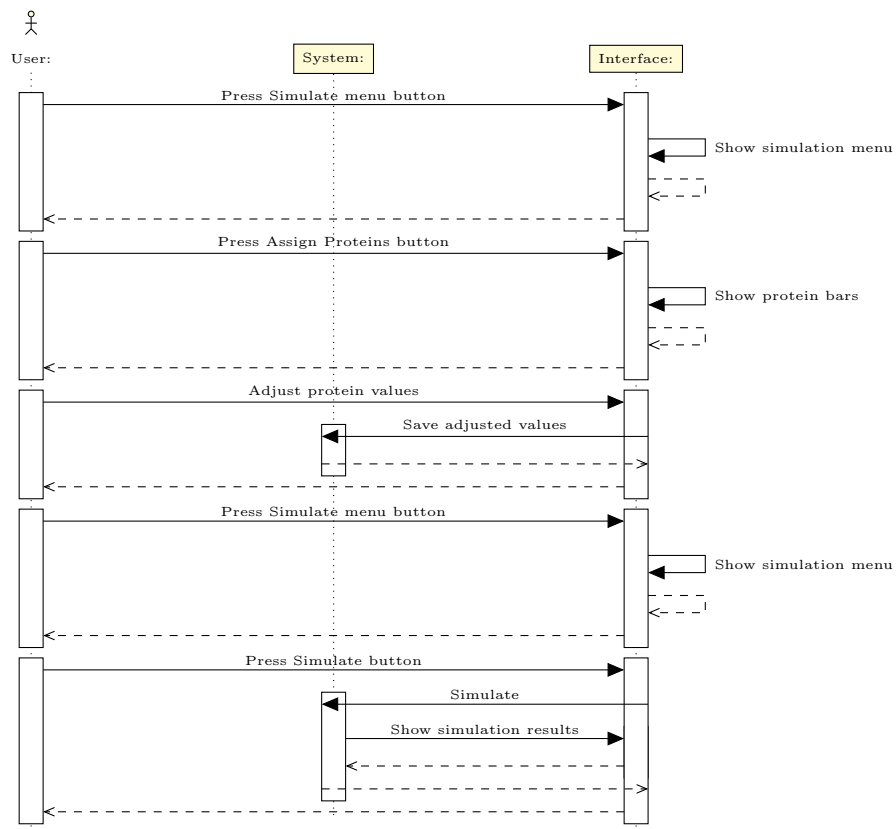 User:
System:
Interface:
Press Simulate menu button
Show simulation menu
Press Assign Proteins button
Show protein bars
Adjust protein values
Save adjusted values
Press Simulate menu button
Show simulation menu
Press Simulate button
Simulate
Show simulation results